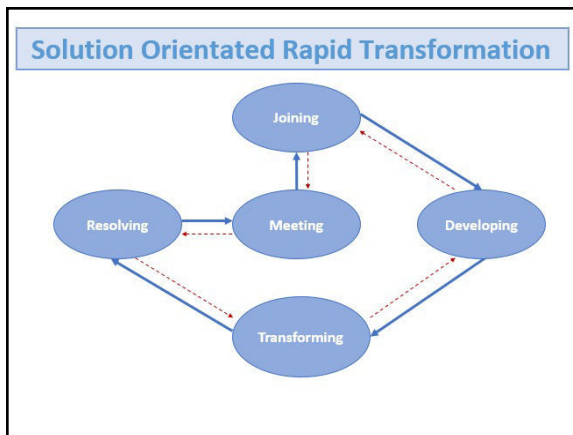 Solution Orientated Rapid Transformation
Joining
Resolving
Meeting
Developing
Transforming